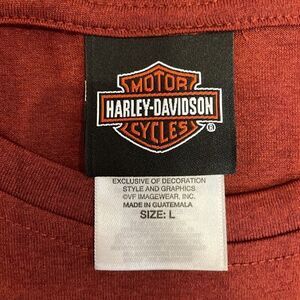 MOTOR
HARLEY-DAVIDSON
CYCLES
®
EXCLUSIVE OF DECORATION
STYLE AND GRAPHICS
©VF IMAGEWEAR, INC.
MADE IN GUATEMALA
SIZE: L